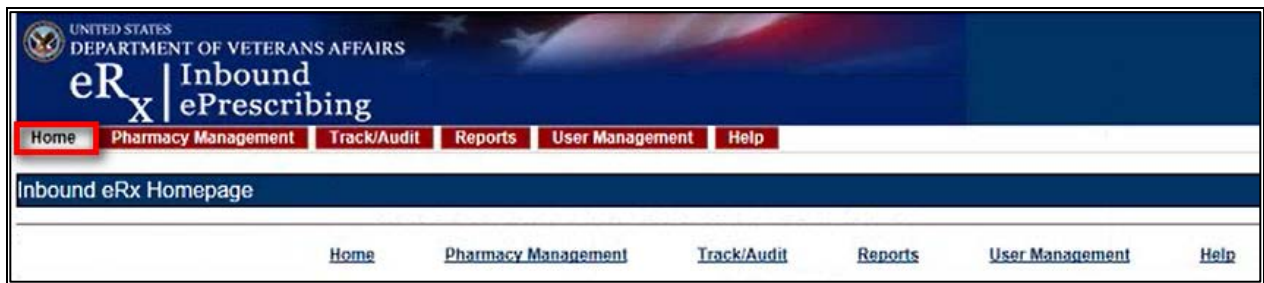 UNITED STATES
DEPARTMENT OF VETERANS AFFAIRS
eRx Inbound
ePrescribing
Home Pharmacy Management Track/Audit Reports User Management Help
Inbound eRx Homepage
Home Pharmacy Management Track/Audit Reports User Management Help